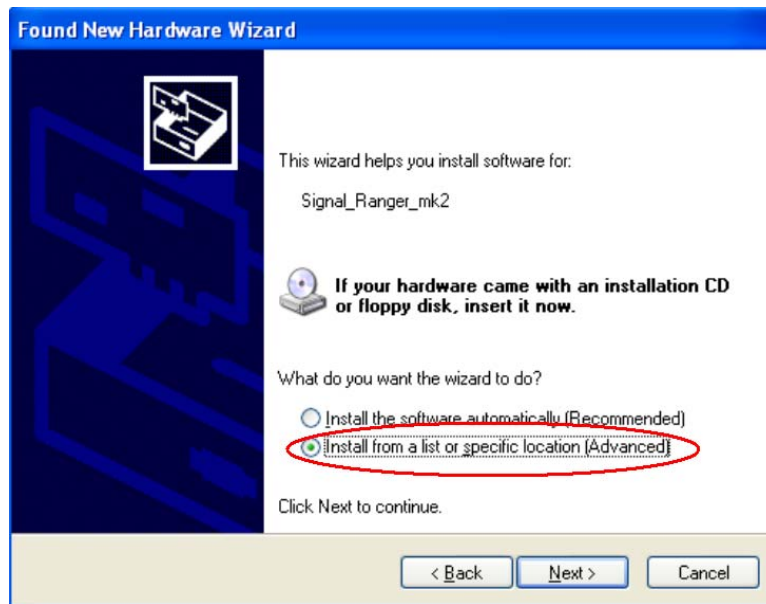 Found New Hardware Wizard
This wizard helps you install software for:
Signal_Ranger_mk2
If your hardware came with an installation CD
or floppy disk, insert it now.
What do you want the wizard to do?
Install the software automatically (Recommended)
Install from a list or specific location (Advanced)
Click Next to continue.
< Back Next > Cancel